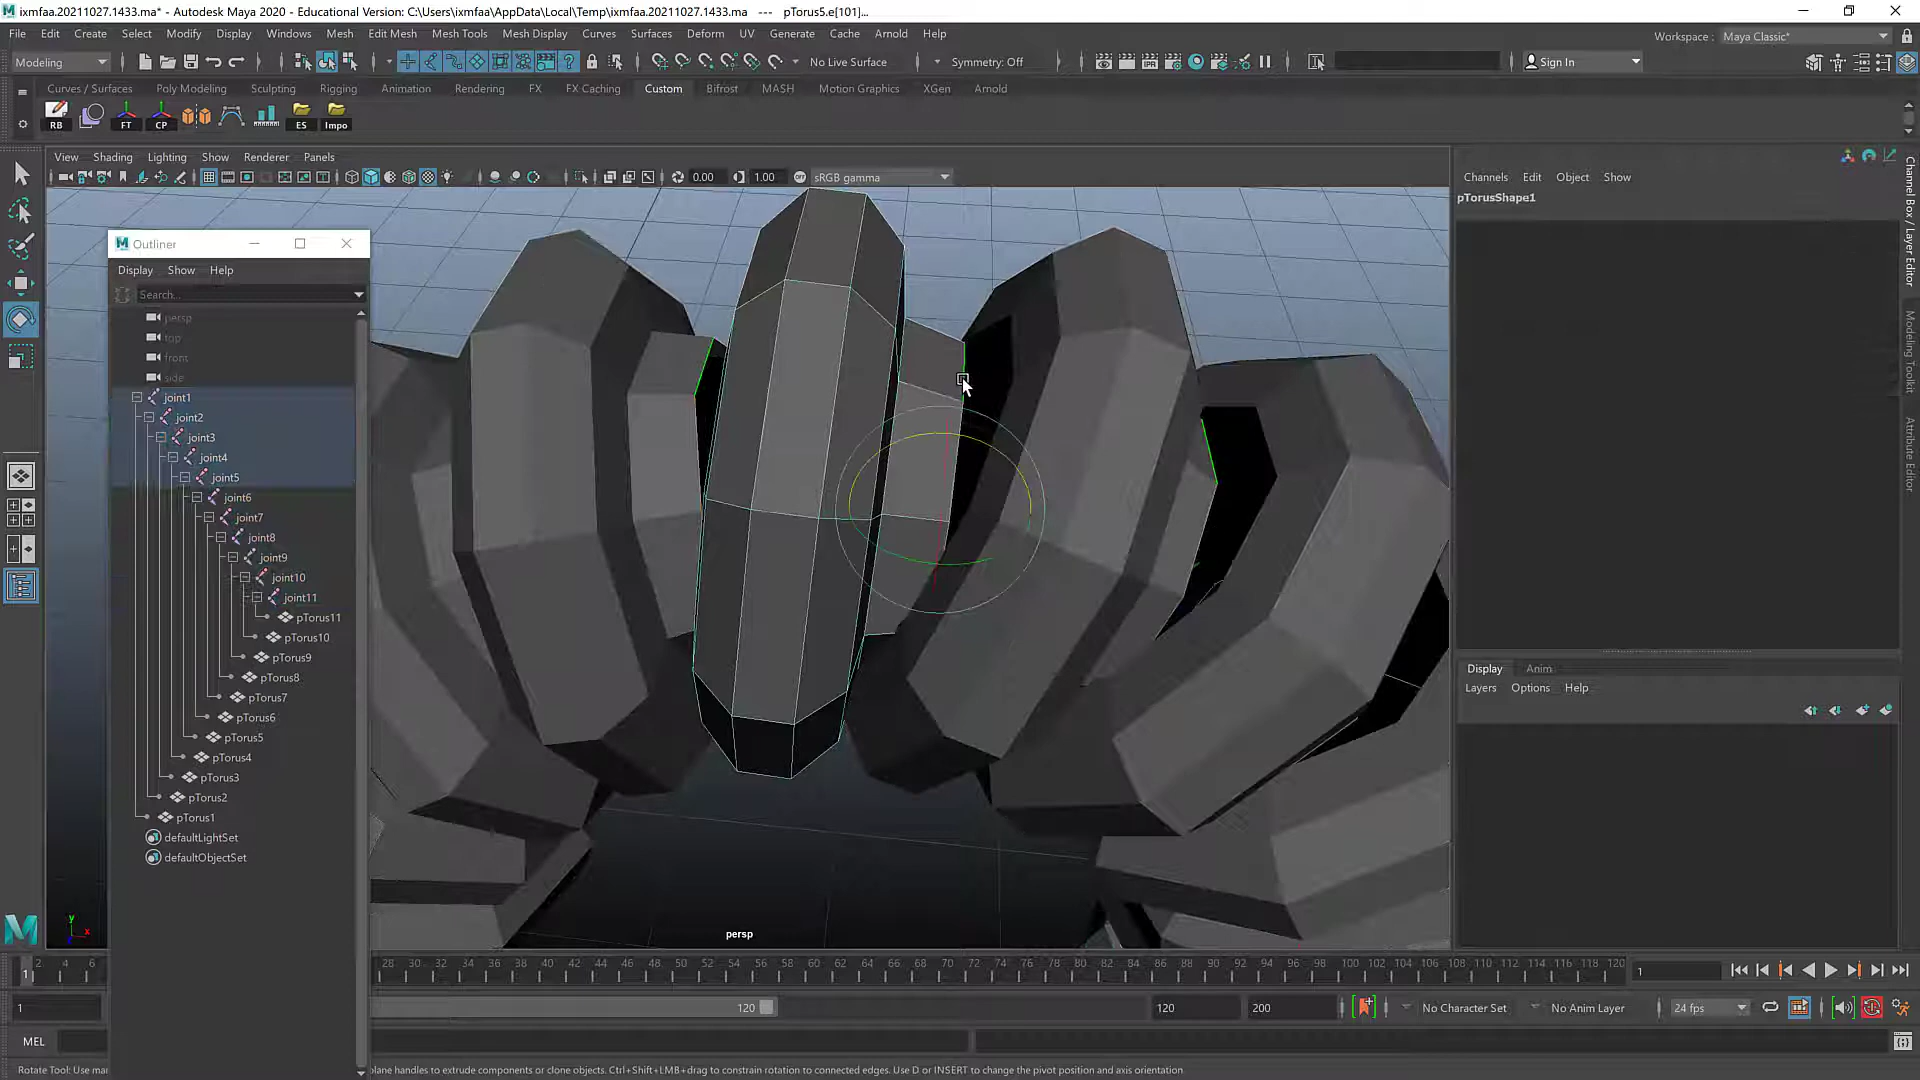 ixmfaa.20211027.1433.ma* - Autodesk Maya 2020 - Educational Version: C:\Users\ixmfaa\AppData\Local\Temp\ixmfaa.20211027.1433.ma --- pTorus5.e[101]...
File Edit Create Select Modify Display Windows Mesh Edit Mesh Mesh Tools Mesh Display Curves Surfaces Deform UV Generate Cache Arnold Help Workspace : Maya Classic*
Modeling No Live Surface Symmetry: Off Sign In
Curves / Surfaces Poly Modeling Sculpting Rigging Animation Rendering FX FX Caching Custom Bifrost MASH Motion Graphics XGen Arnold
RB FT CP ES Impo
View Shading Lighting Show Renderer Panels
0.00 1.00 sRGB gamma
Channels Edit Object Show
pTorusShape1
Channel Box / Layer Editor
Modeling Toolkit
Attribute Editor
Outliner
Display Show Help
Search...
persp
top
front
side
joint1
joint2
joint3
joint4
joint5
joint6
joint7
joint8
joint9
joint10
joint11
pTorus11
pTorus10
pTorus9
pTorus8
pTorus7
pTorus6
pTorus5
pTorus4
pTorus3
pTorus2
pTorus1
defaultLightSet
defaultObjectSet
Display Anim
Layers Options Help
y
x
persp
2 4 6 28 30 32 34 36 38 40 42 44 46 48 50 52 54 56 58 60 62 64 66 68 70 72 74 76 78 80 82 84 86 88 90 92 94 96 98 100 102 104 106 108 110 112 114 116 118 120
1 1
1 120 120 200 No Character Set No Anim Layer 24 fps
MEL
Rotate Tool: Use mar plane handles to extrude components or clone objects. Ctrl+Shift+LMB+drag to constrain rotation to connected edges. Use D or INSERT to change the pivot position and axis orientation.